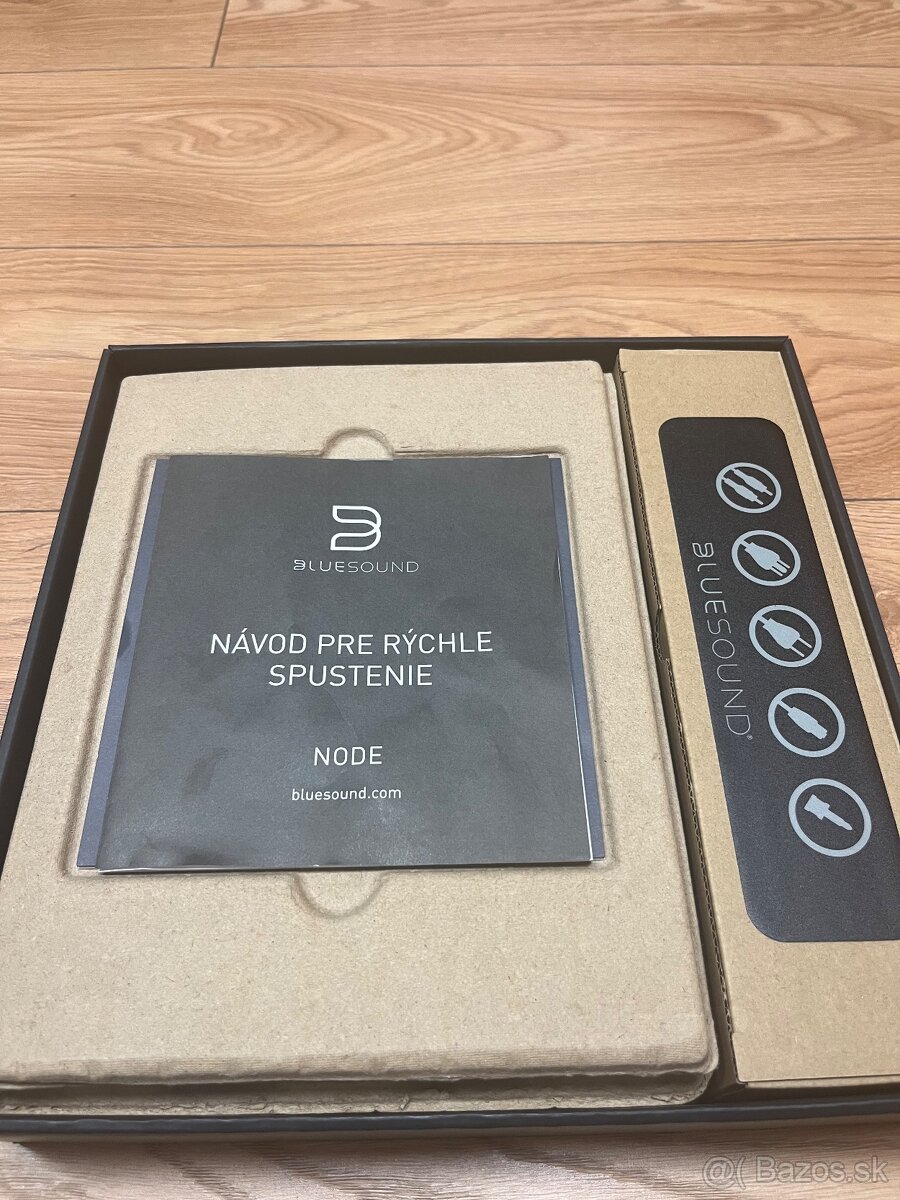 BLUESOUND
NÁVOD PRE RÝCHLE
SPUSTENIE
NODE
bluesound.com
BLUESOUND®
@( Bazos.sk